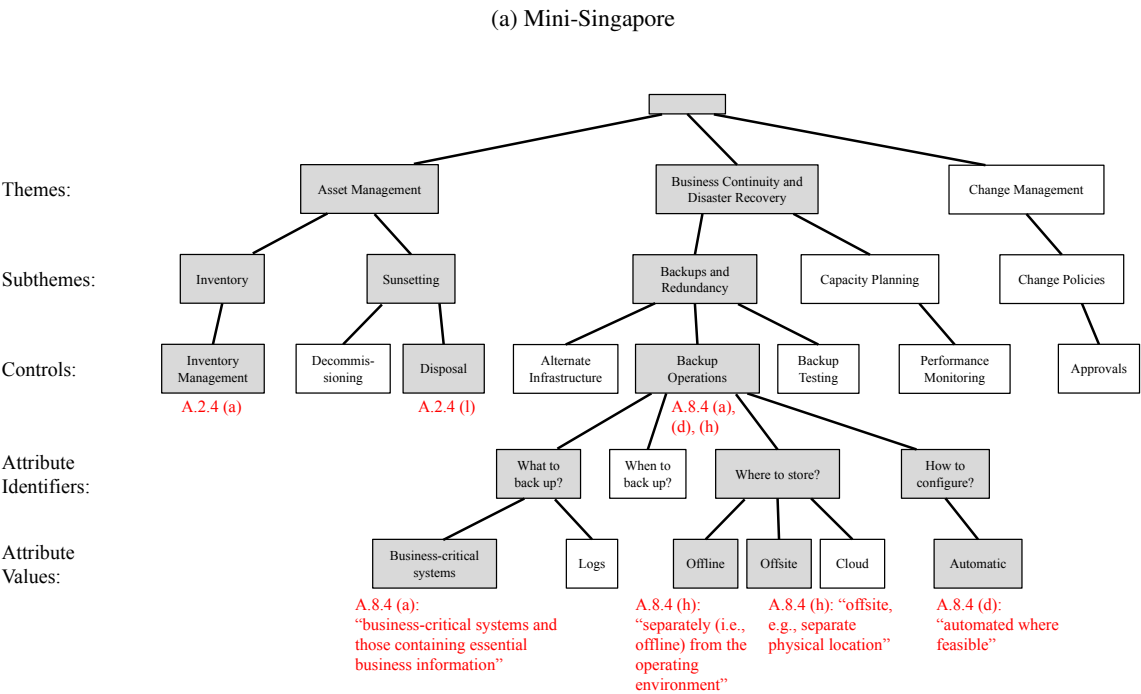 (a) Mini-Singapore
Themes:
Asset Management
Business Continuity and
Disaster Recovery
Change Management
Subthemes:
Inventory
Sunsetting
Backups and
Redundancy
Capacity Planning
Change Policies
Controls:
Inventory
Management
Decommis-
sioning
Disposal
Alternate
Infrastructure
Backup
Operations
Backup
Testing
Performance
Monitoring
Approvals
A.2.4 (a)
A.2.4 (l)
A.8.4 (a),
(d), (h)
Attribute
Identifiers:
What to
back up?
When to
back up?
Where to store?
How to
configure?
Attribute
Values:
Business-critical
systems
Logs
Offline
Offsite
Cloud
Automatic
A.8.4 (a):
“business-critical systems and
those containing essential
business information”
A.8.4 (h):
“separately (i.e.,
offline) from the
operating
environment”
A.8.4 (h): “offsite,
e.g., separate
physical location”
A.8.4 (d):
“automated where
feasible”